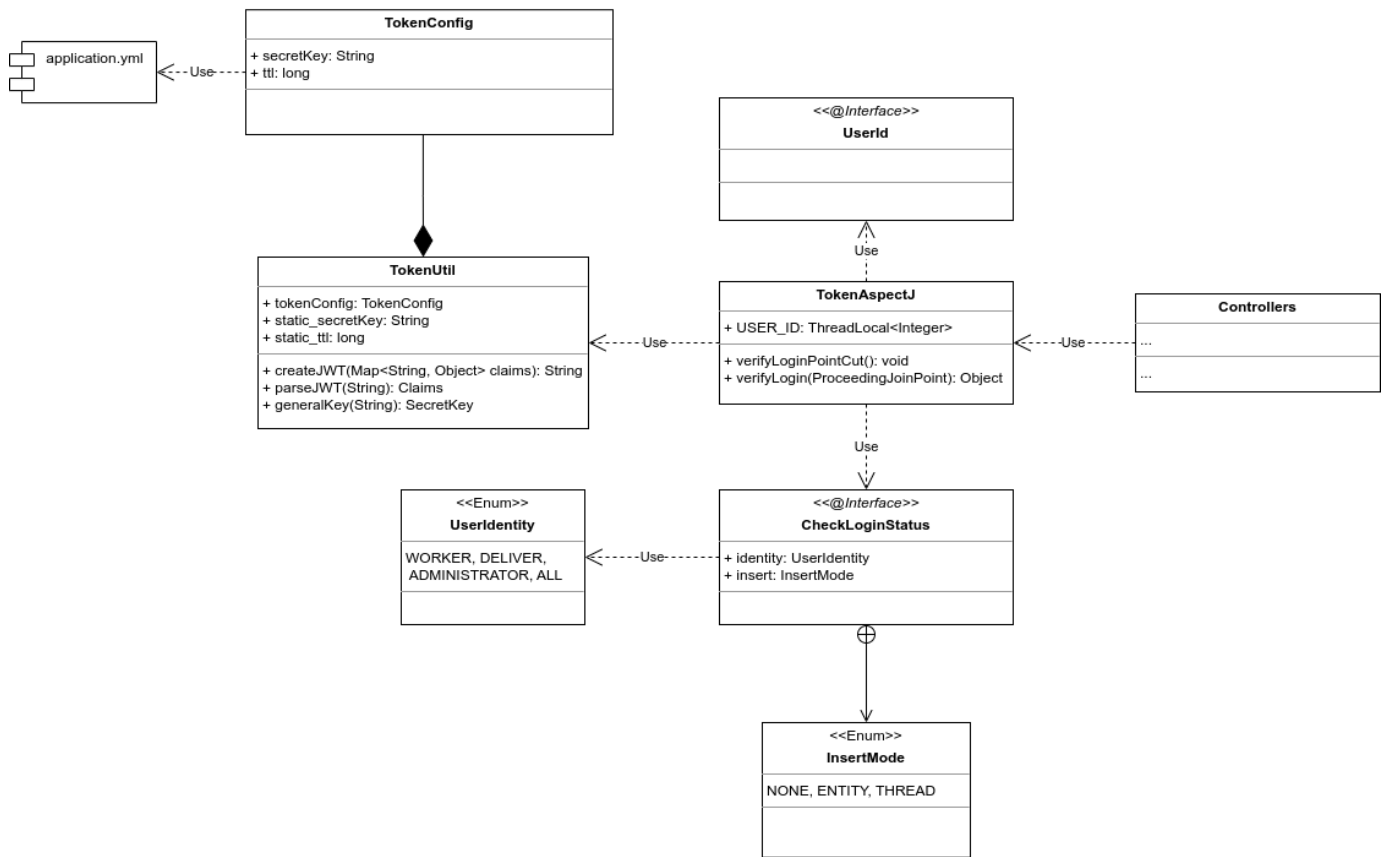 TokenConfig
+ secretKey: String
+ ttl: long
application.yml
Use
<<@Interface>>
UserId
Use
TokenUtil
+ tokenConfig: TokenConfig
+ static_secretKey: String
+ static_ttl: long
+ createJWT(Map<String, Object> claims): String
+ parseJWT(String): Claims
+ generalKey(String): SecretKey
Use
TokenAspectJ
+ USER_ID: ThreadLocal<Integer>
+ verifyLoginPointCut(): void
+ verifyLogin(ProceedingJoinPoint): Object
Use
Controllers
...
...
Use
<<Enum>>
UserIdentity
WORKER, DELIVER,
ADMINISTRATOR, ALL
Use
<<@Interface>>
CheckLoginStatus
+ identity: UserIdentity
+ insert: InsertMode
<<Enum>>
InsertMode
NONE, ENTITY, THREAD